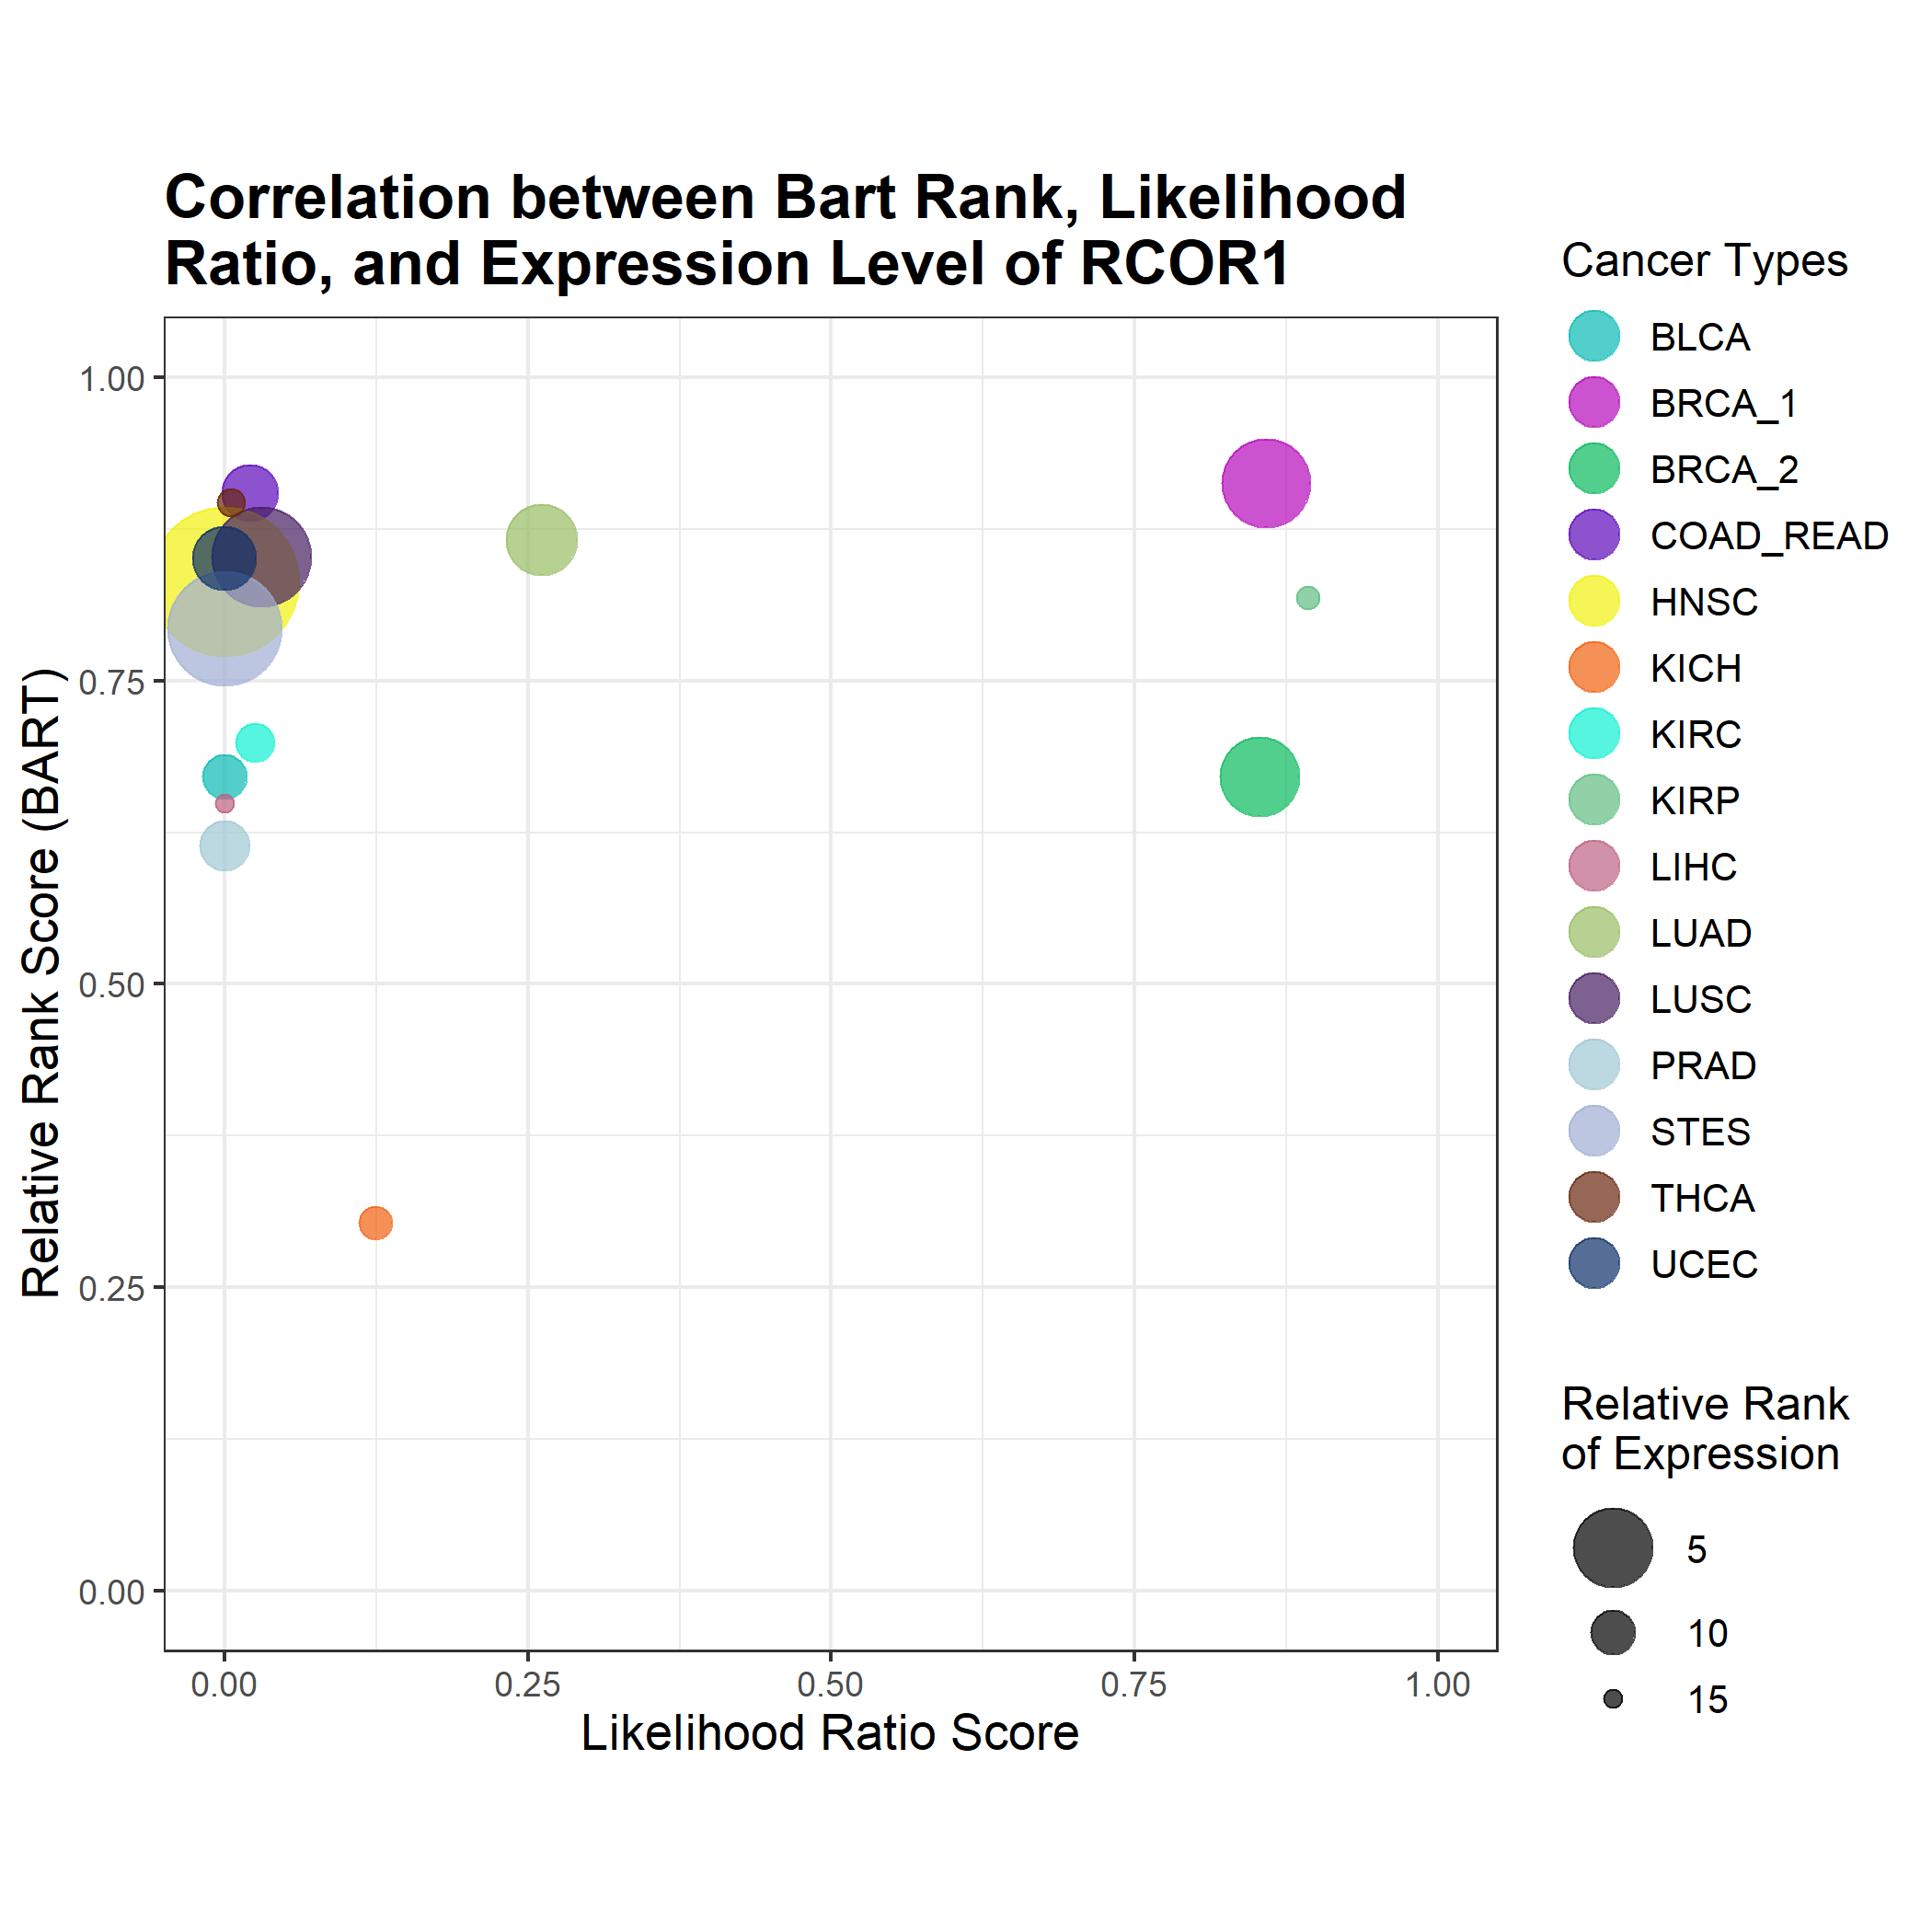 Correlation between Bart Rank, Likelihood
Ratio, and Expression Level of RCOR1
Relative Rank Score (BART)
1.00
0.75
0.50
0.25
0.00
0.00
0.25
0.50
0.75
1.00
Likelihood Ratio Score
Cancer Types
BLCA
BRCA_1
BRCA_2
COAD_READ
HNSC
KICH
KIRC
KIRP
LIHC
LUAD
LUSC
PRAD
STES
THCA
UCEC
Relative Rank
of Expression
5
10
15